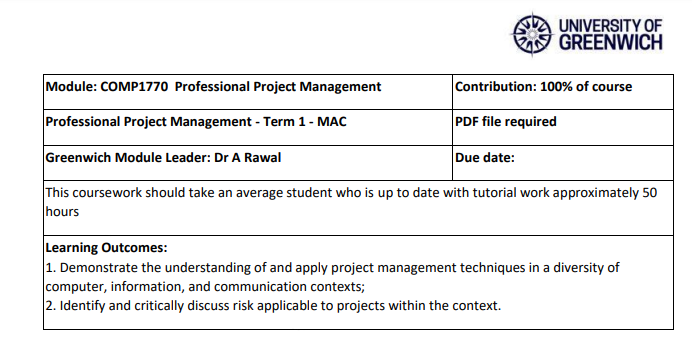 UNIVERSITY OF
GREENWICH
Module: COMP1770 Professional Project Management
Contribution: 100% of course
Professional Project Management - Term 1 - MAC
PDF file required
Greenwich Module Leader: Dr A Rawal
Due date:
This coursework should take an average student who is up to date with tutorial work approximately 50
hours
Learning Outcomes:
1. Demonstrate the understanding of and apply project management techniques in a diversity of
computer, information, and communication contexts;
2. Identify and critically discuss risk applicable to projects within the context.